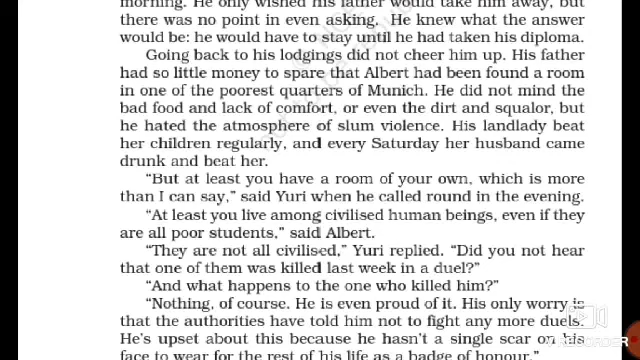 morning. He only wished his father would take him away, but
there was no point in even asking. He knew what the answer
would be: he would have to stay until he had taken his diploma.
Going back to his lodgings did not cheer him up. His father
had so little money to spare that Albert had been found a room
in one of the poorest quarters of Munich. He did not mind the
bad food and lack of comfort, or even the dirt and squalor, but
he hated the atmosphere of slum violence. His landlady beat
her children regularly, and every Saturday her husband came
drunk and beat her.
“But at least you have a room of your own, which is more
than I can say,” said Yuri when he called round in the evening.
“At least you live among civilised human beings, even if they
are all poor students,” said Albert.
“They are not all civilised,” Yuri replied. “Did you not hear
that one of them was killed last week in a duel?”
“And what happens to the one who killed him?”
“Nothing, of course. He is even proud of it. His only worry is
that the authorities have told him not to fight any more duels.
He's upset about this because he hasn't a single scar on his
face to wear for the rest of his life as a badge of honour.”
RECORDER